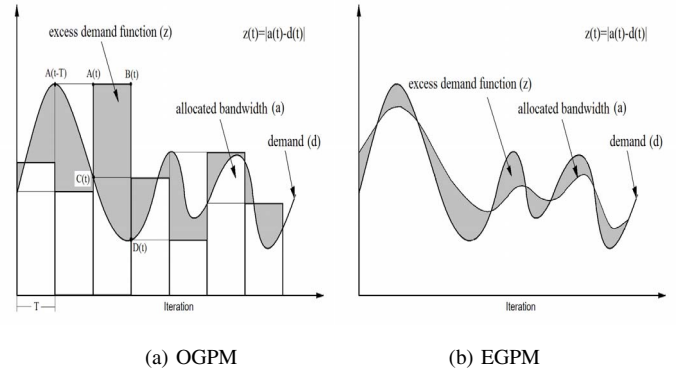 excess demand function (z)
z(t)=|a(t)-d(t)|
A(t-T)
A(t)
B(t)
allocated bandwidth (a)
demand (d)
C(t)
D(t)
T
Iteration
(a) OGPM
z(t)=|a(t)-d(t)|
excess demand function (z)
allocated bandwidth (a)
demand (d)
Iteration
(b) EGPM